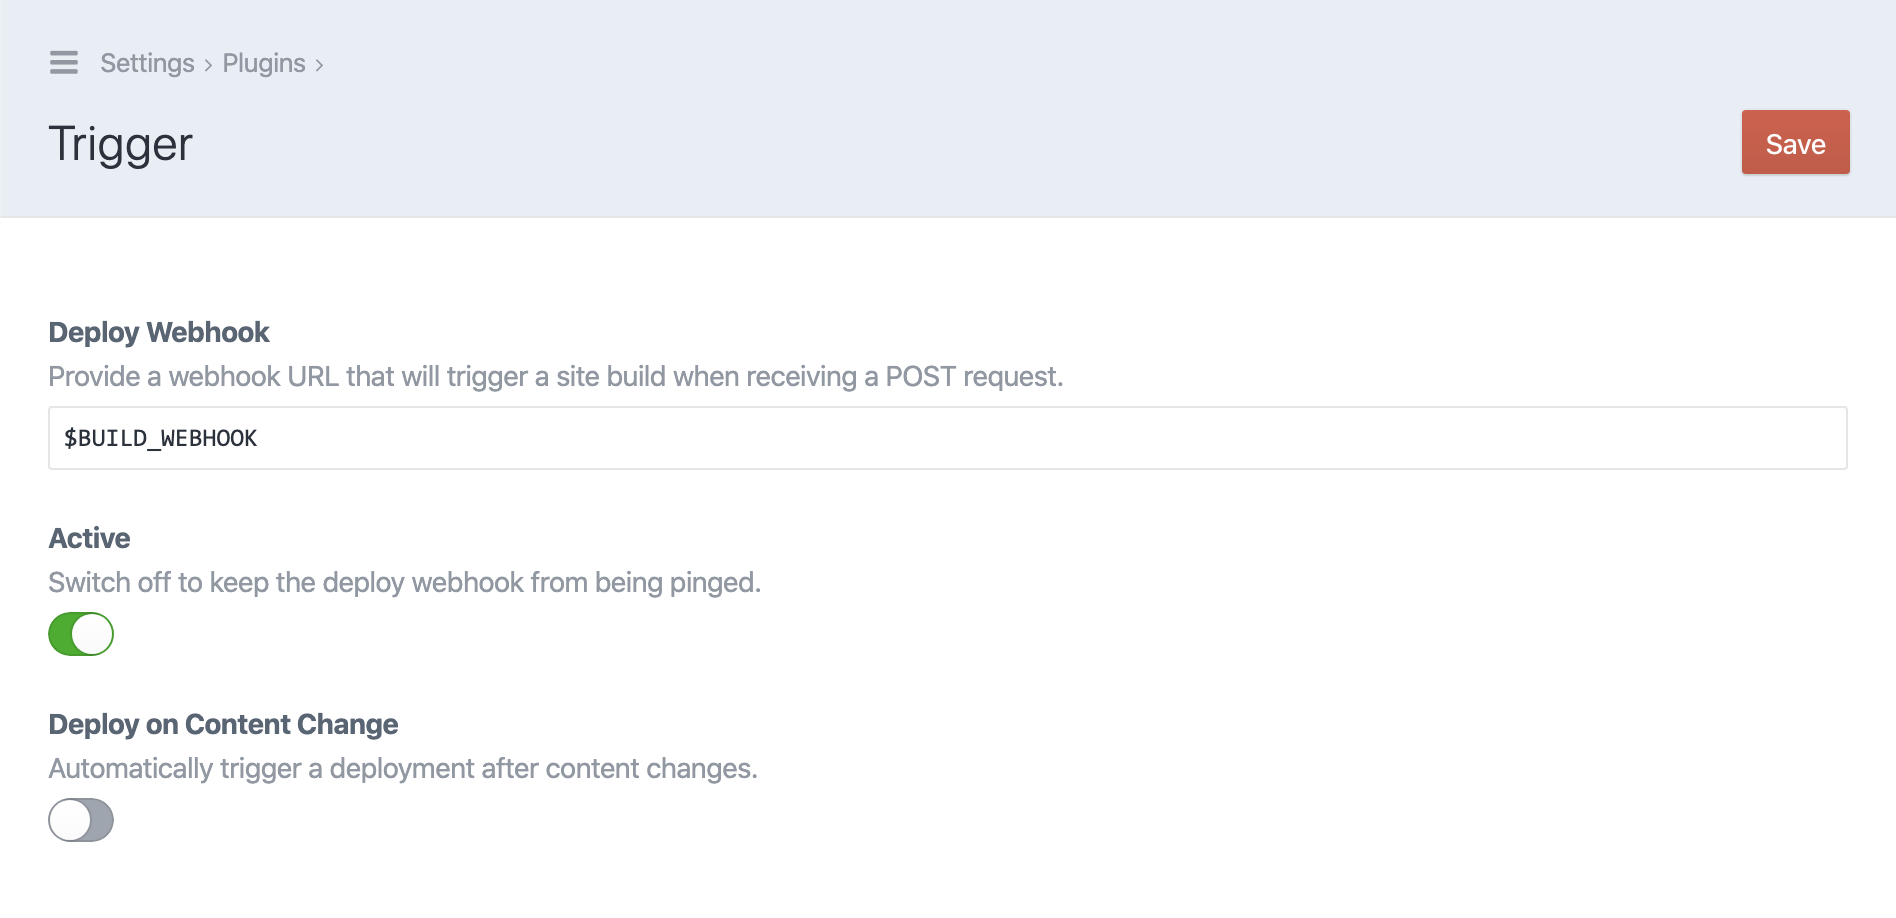 Settings › Plugins ›
Trigger
Save
Deploy Webhook
Provide a webhook URL that will trigger a site build when receiving a POST request.
$BUILD_WEBHOOK
Active
Switch off to keep the deploy webhook from being pinged.
Deploy on Content Change
Automatically trigger a deployment after content changes.